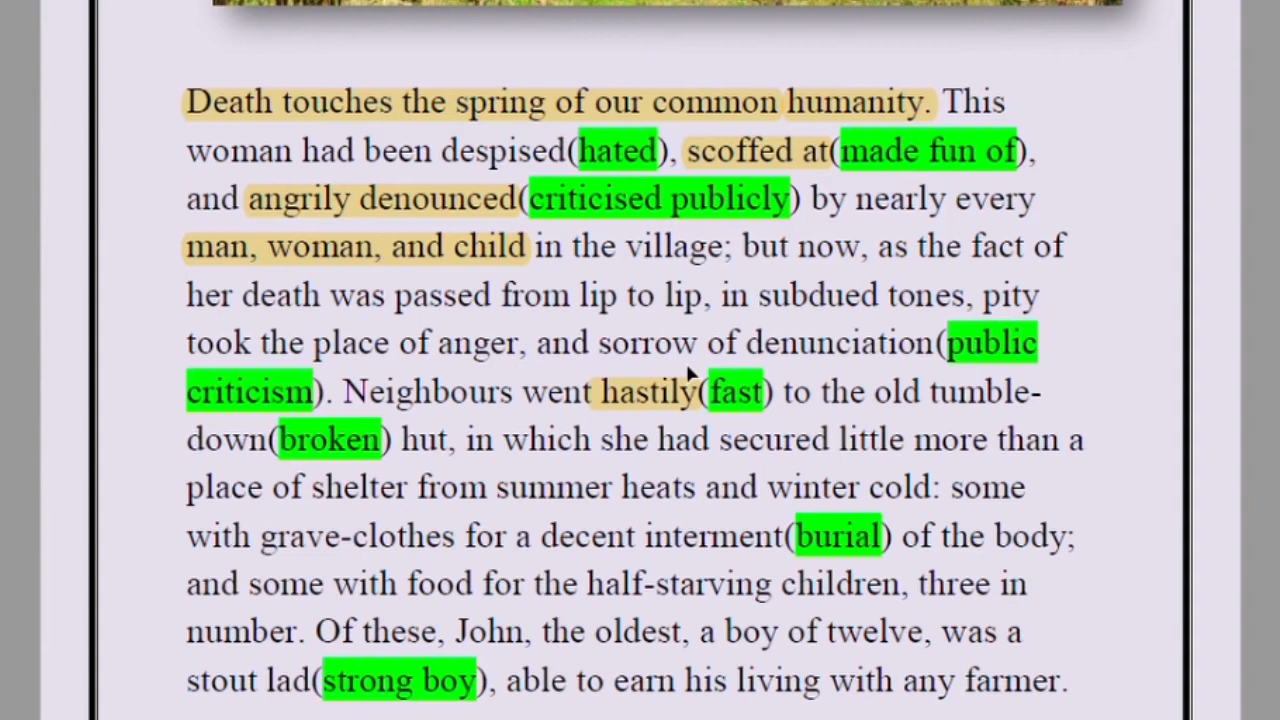 Death touches the spring of our common humanity. This
woman had been despised(hated), scoffed at(made fun of),
and angrily denounced(criticised publicly) by nearly every
man, woman, and child in the village; but now, as the fact of
her death was passed from lip to lip, in subdued tones, pity
took the place of anger, and sorrow of denunciation(public
criticism). Neighbours went hastily(fast) to the old tumble-
down(broken) hut, in which she had secured little more than a
place of shelter from summer heats and winter cold: some
with grave-clothes for a decent interment(burial) of the body;
and some with food for the half-starving children, three in
number. Of these, John, the oldest, a boy of twelve, was a
stout lad(strong boy), able to earn his living with any farmer.